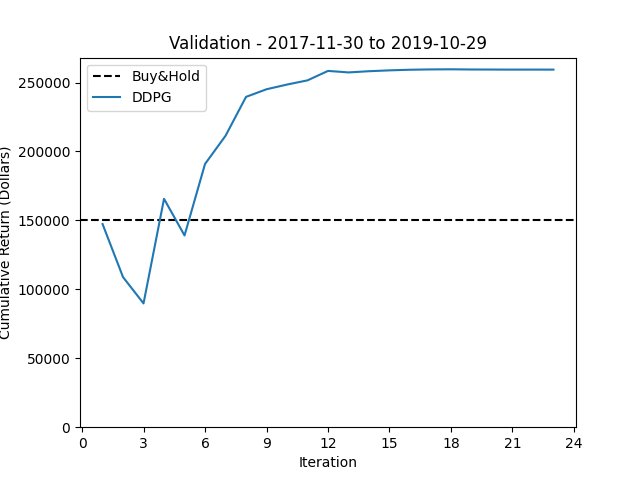 Validation - 2017-11-30 to 2019-10-29
Buy&Hold
DDPG
Cumulative Return (Dollars)
250000
200000
150000
100000
50000
0
0 3 6 9 12 15 18 21 24
Iteration